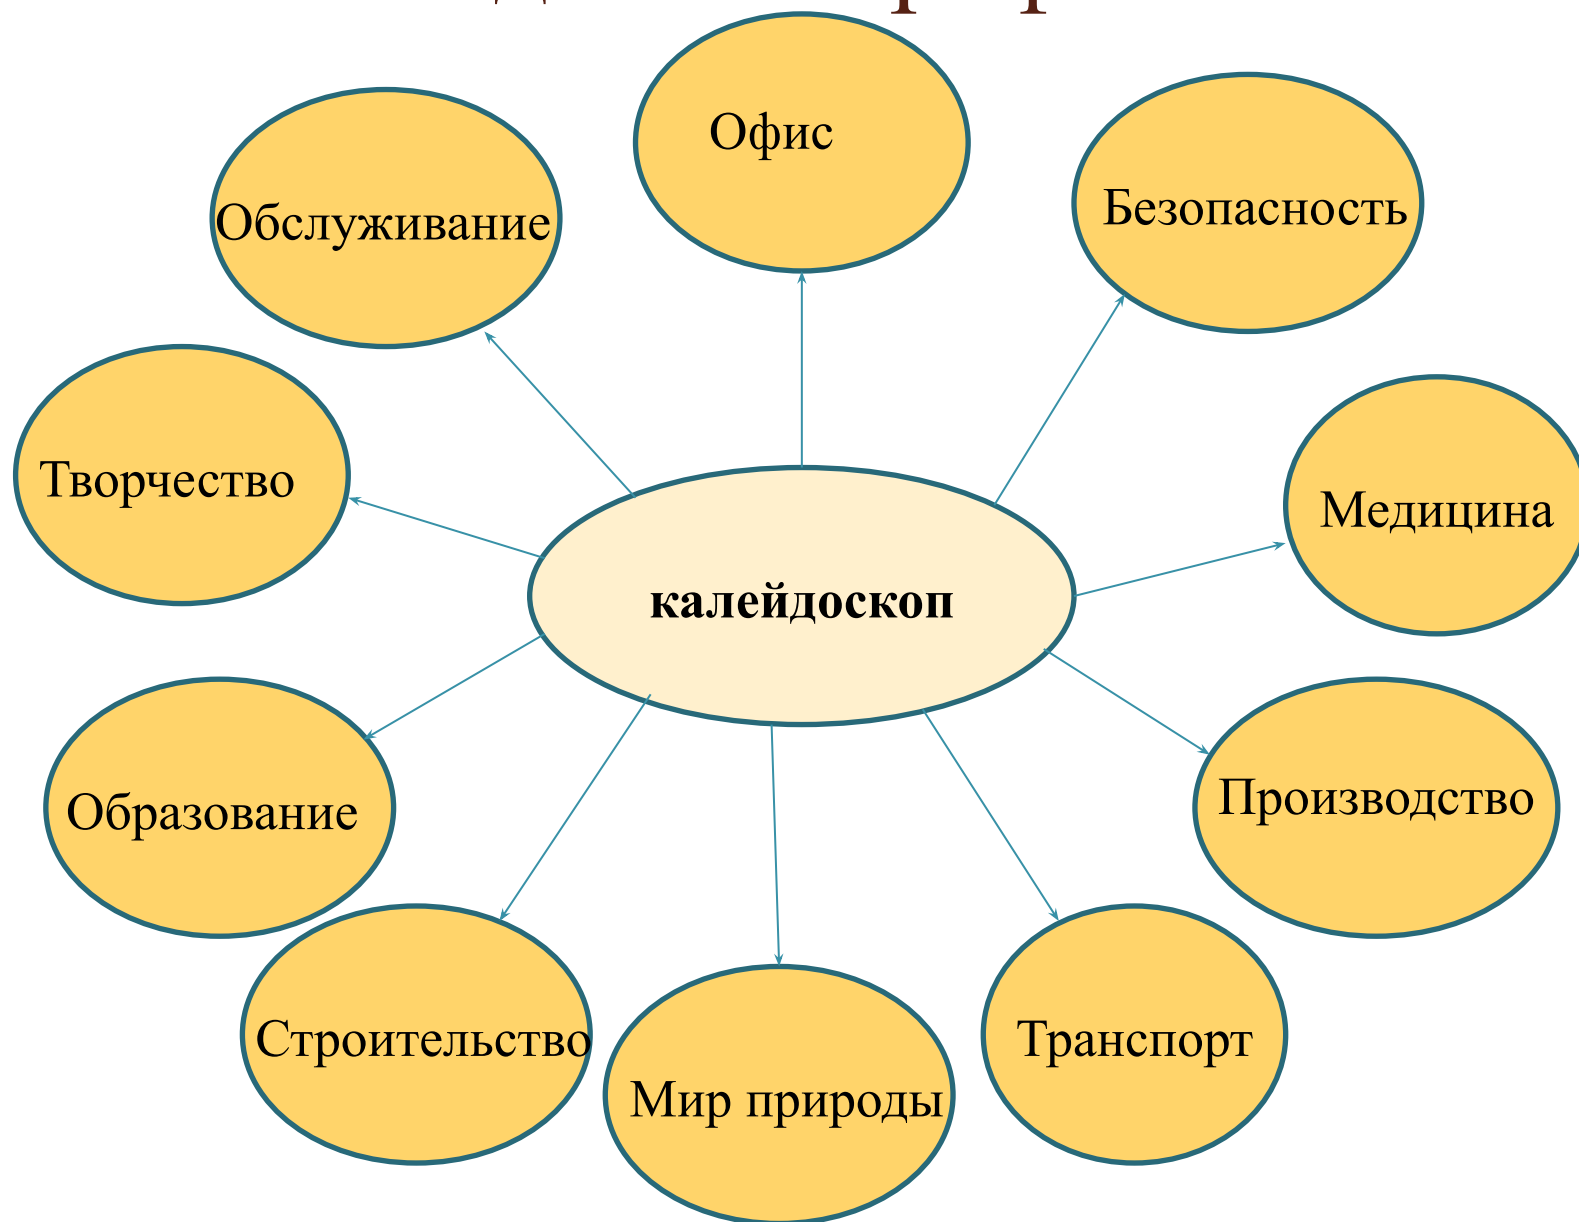 Офис
Безопасность
Обслуживание
Творчество
Медицина
калейдоскоп
Производство
Образование
Строительство
Транспорт
Мир природы